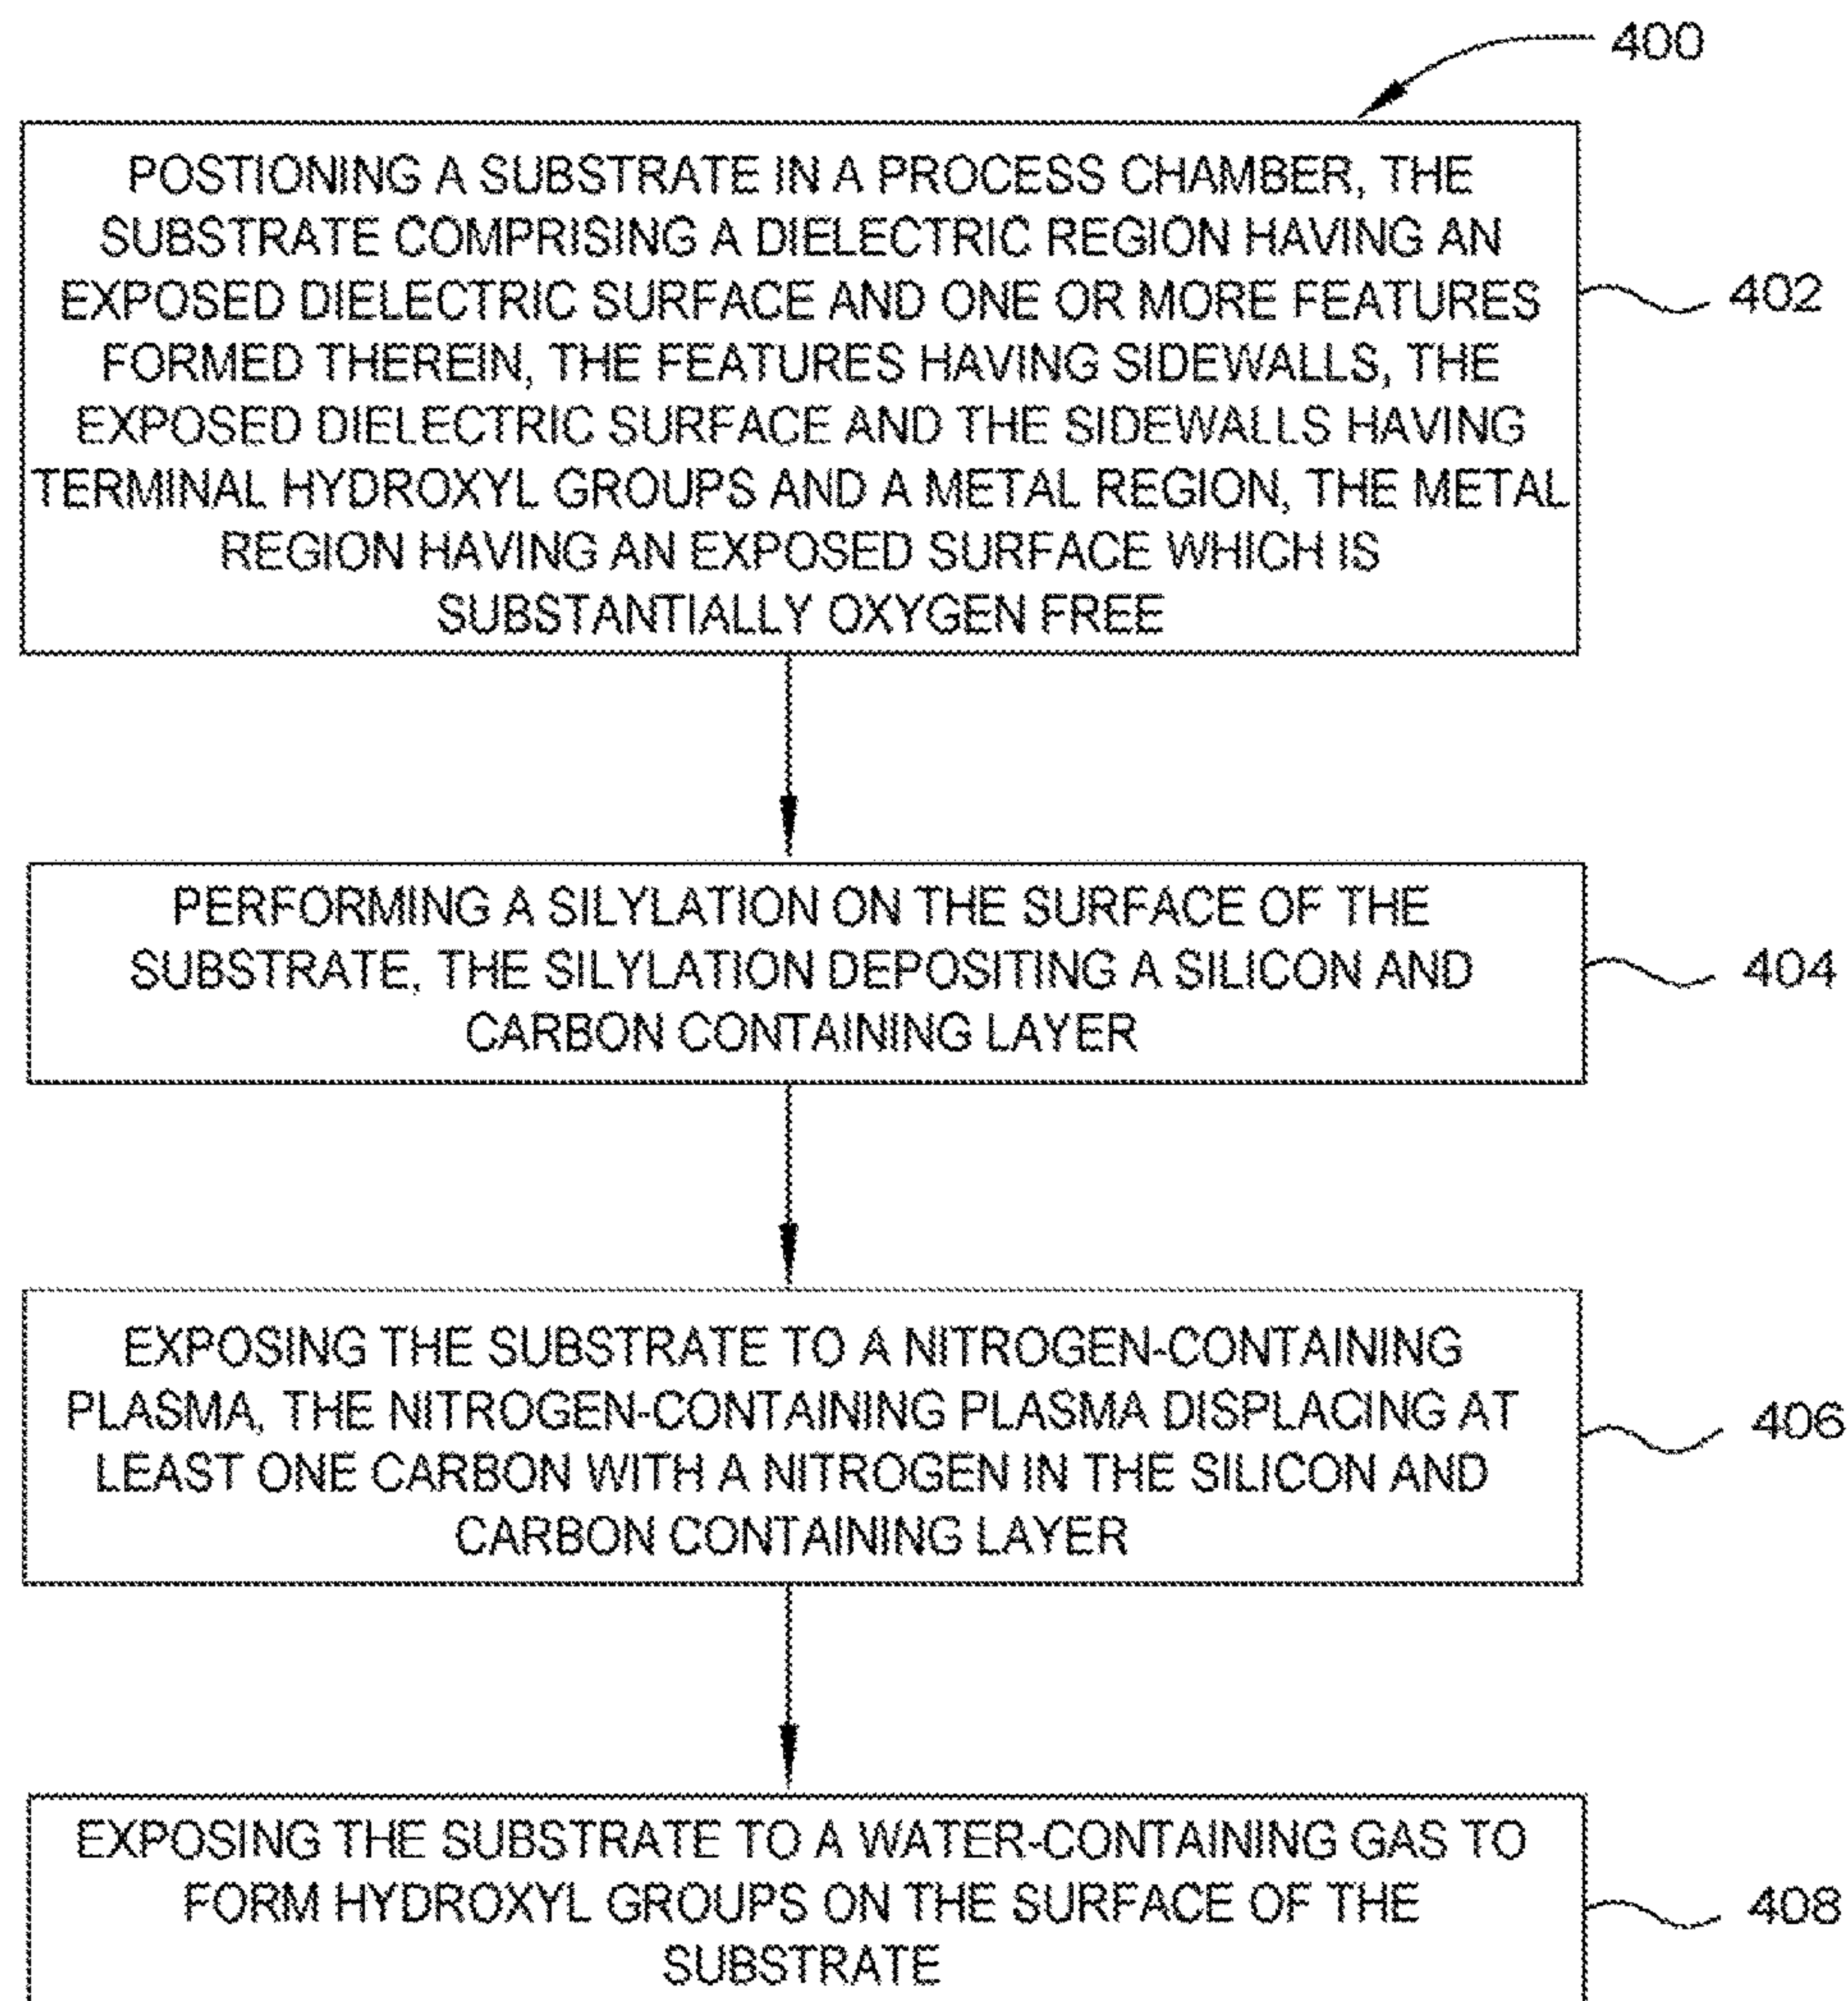 400
POSTIONING A SUBSTRATE IN A PROCESS CHAMBER, THE
SUBSTRATE COMPRISING A DIELECTRIC REGION HAVING AN
EXPOSED DIELECTRIC SURFACE AND ONE OR MORE FEATURES
FORMED THEREIN, THE FEATURES HAVING SIDEWALLS, THE
EXPOSED DIELECTRIC SURFACE AND THE SIDEWALLS HAVING
TERMINAL HYDROXYL GROUPS AND A METAL REGION, THE METAL
REGION HAVING AN EXPOSED SURFACE WHICH IS
SUBSTANTIALLY OXYGEN FREE
402
PERFORMING A SILYLATION ON THE SURFACE OF THE
SUBSTRATE, THE SILYLATION DEPOSITING A SILICON AND
CARBON CONTAINING LAYER
404
EXPOSING THE SUBSTRATE TO A NITROGEN-CONTAINING
PLASMA, THE NITROGEN-CONTAINING PLASMA DISPLACING AT
LEAST ONE CARBON WITH A NITROGEN IN THE SILICON AND
CARBON CONTAINING LAYER
406
EXPOSING THE SUBSTRATE TO A WATER-CONTAINING GAS TO
FORM HYDROXYL GROUPS ON THE SURFACE OF THE
SUBSTRATE
408